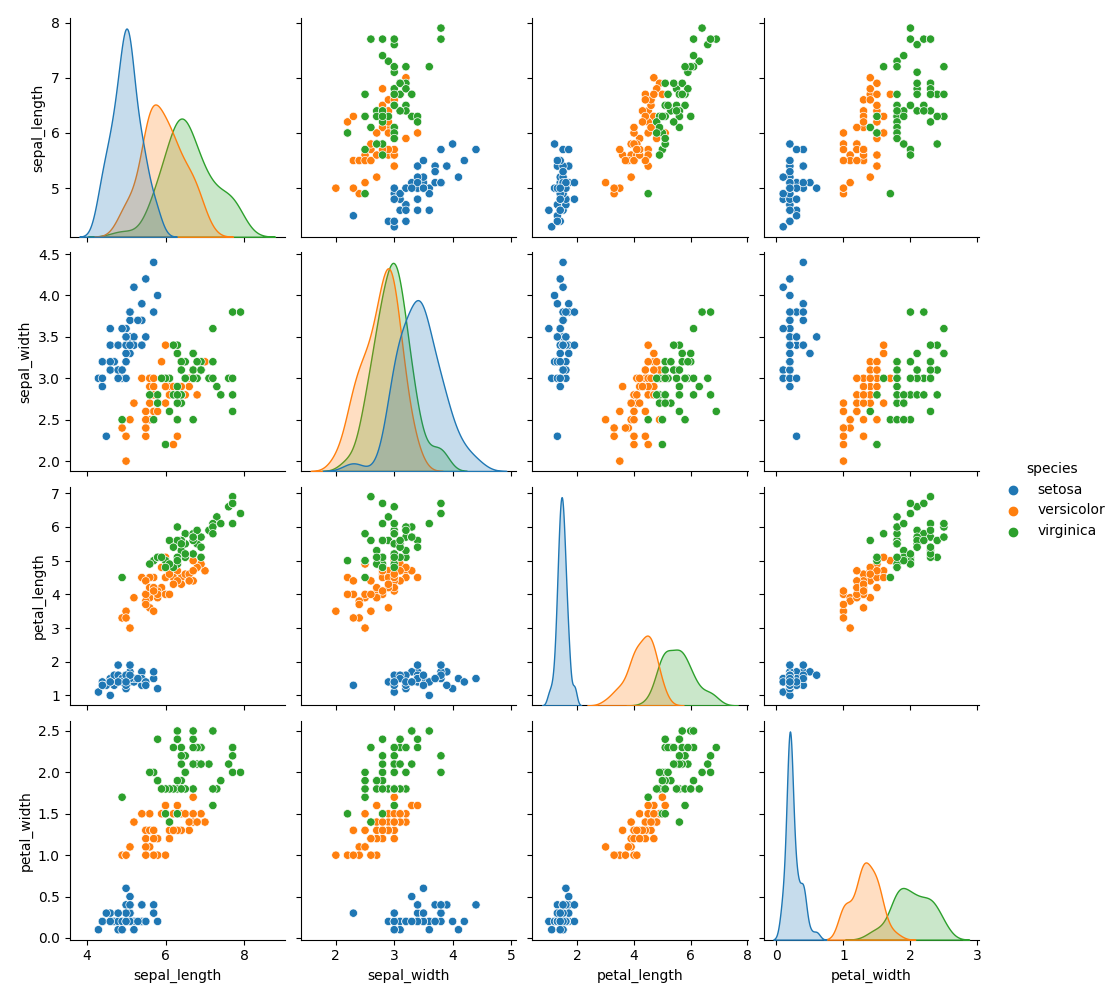 sepal_length
8
7
6
5
sepal_width
4.5
4.0
3.5
3.0
2.5
2.0
petal_length
7
6
5
4
3
2
1
petal_width
2.5
2.0
1.5
1.0
0.5
0.0
4 6 8
sepal_length
2 3 4 5
sepal_width
2 4 6 8
petal_length
0 1 2 3
petal_width
species
setosa
versicolor
virginica